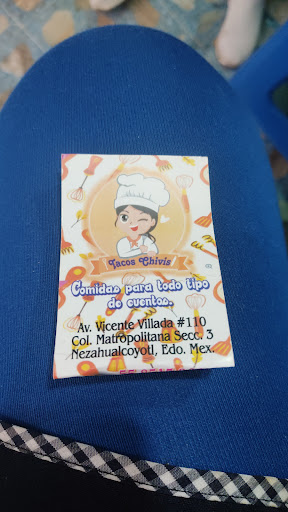 Tacos Chivis
Comidas para todo tipo
de eventos.
Av. Vicente Villada #110
Col. Matropolitana Secc. 3
Nezahualcoyotl, Edo. Mex.